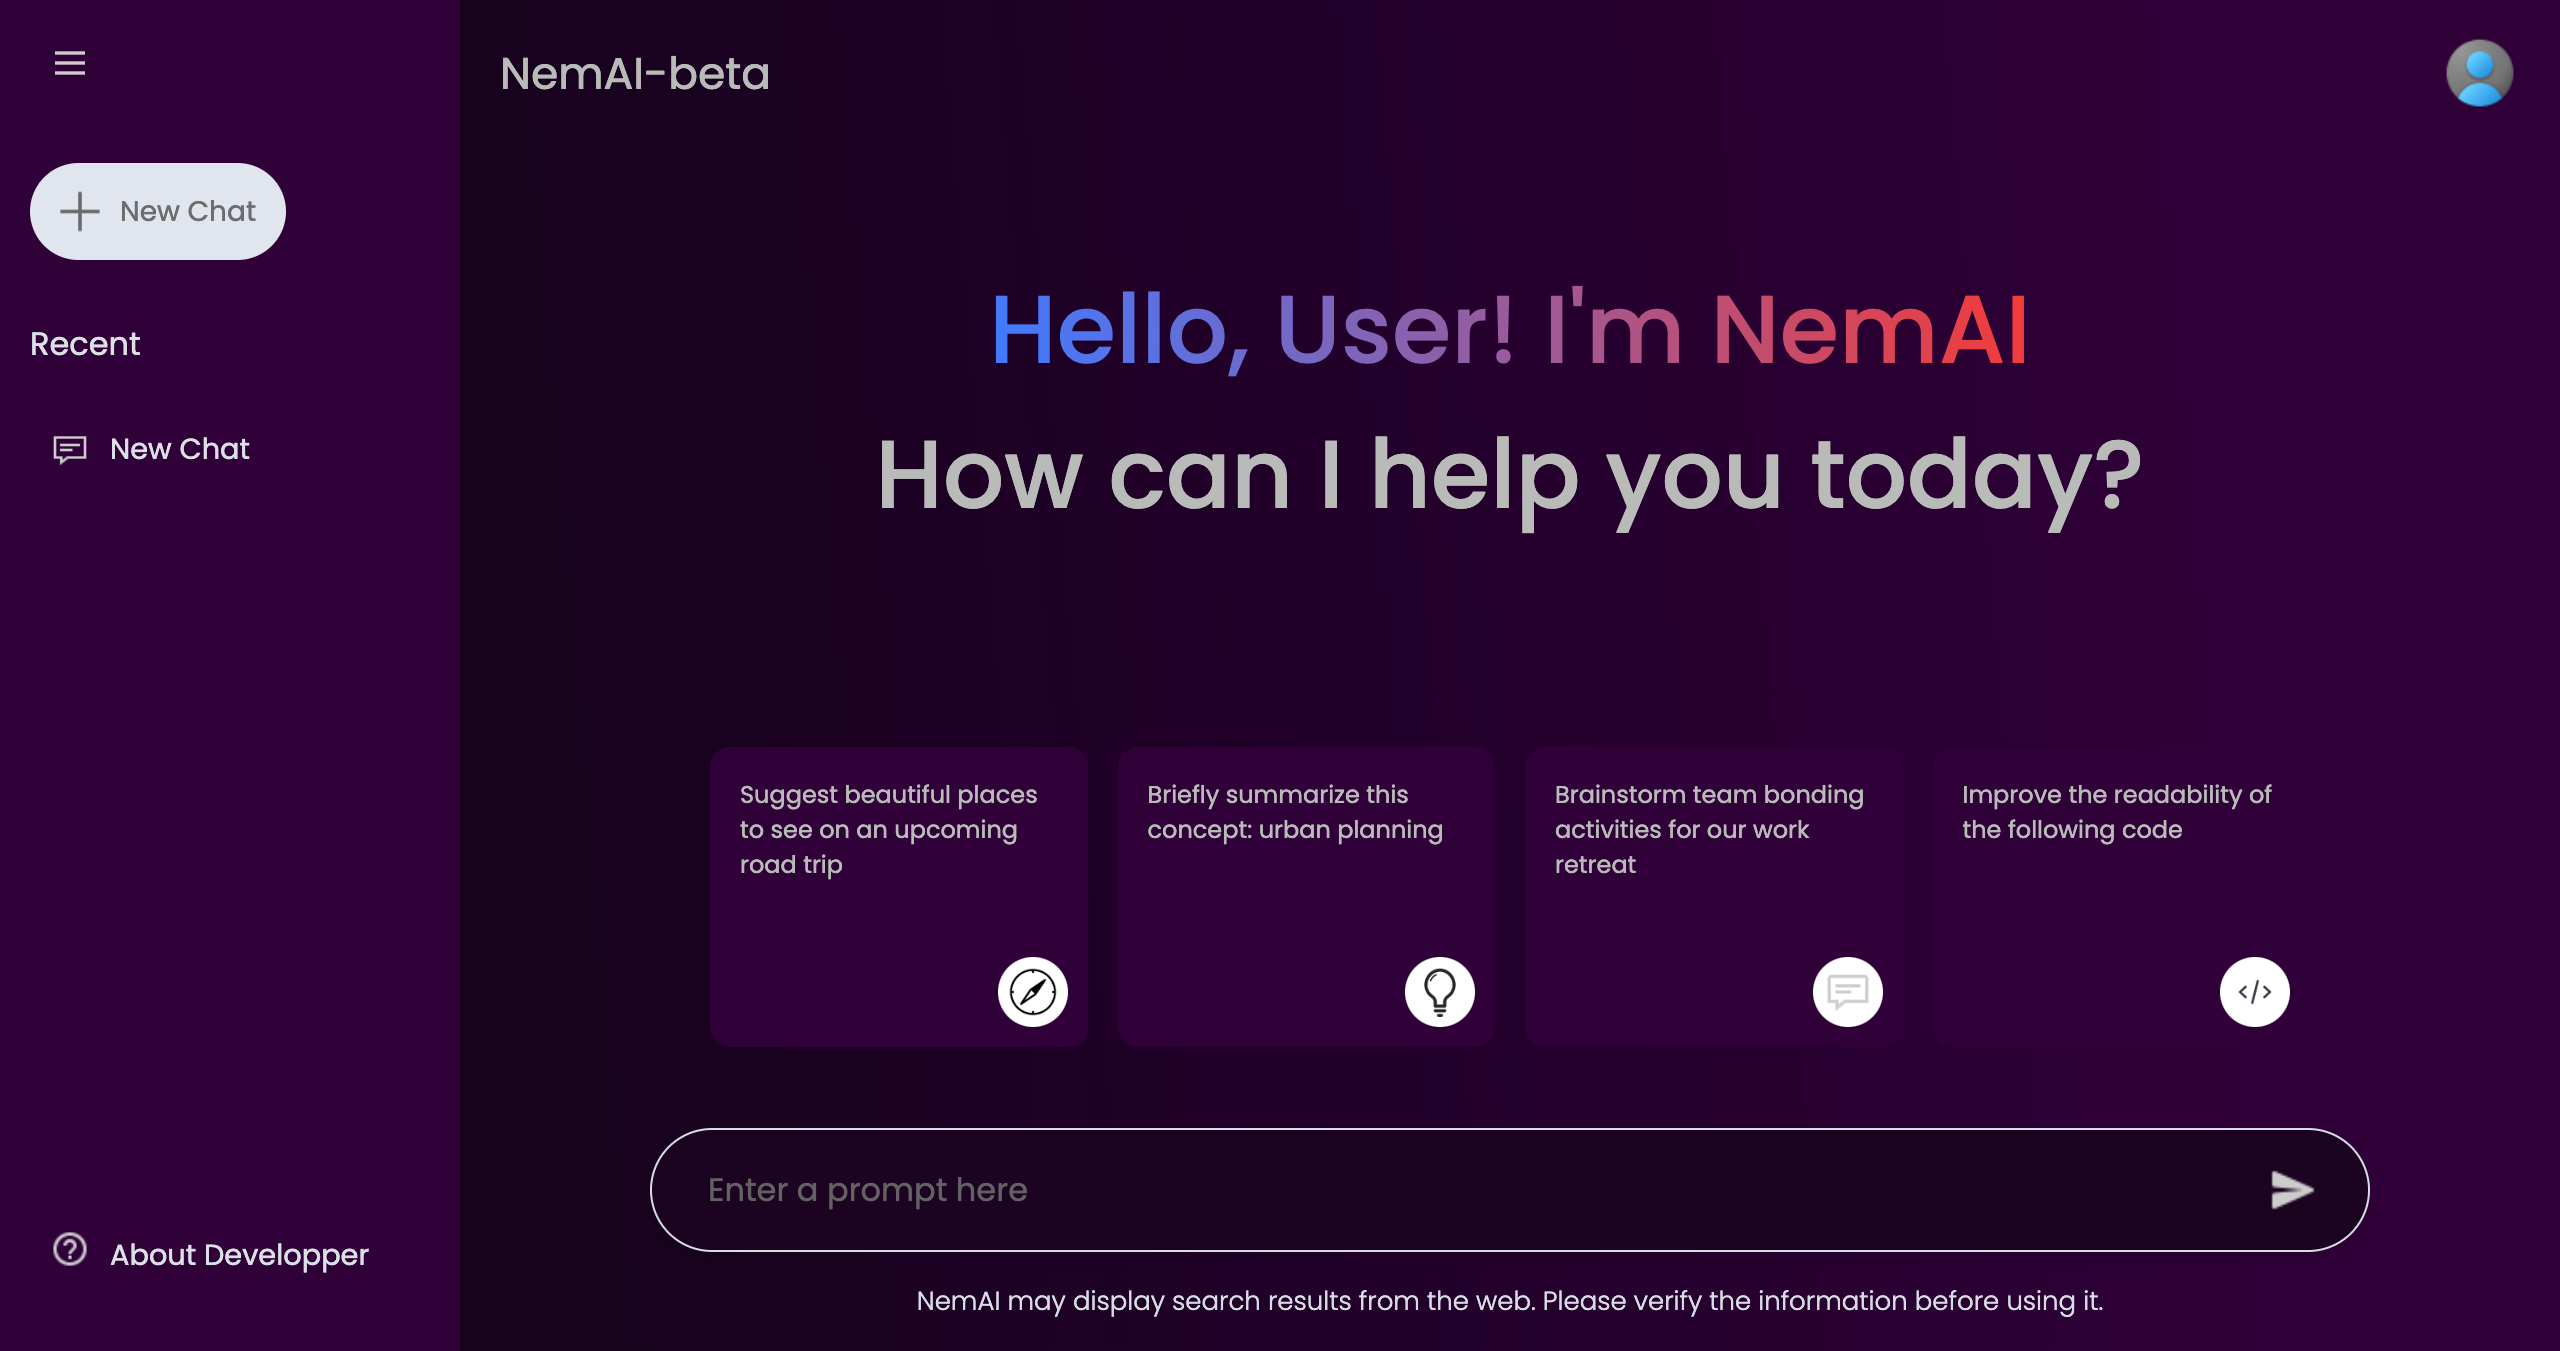 NemAI-beta
New Chat
Recent
New Chat
About Developper
Hello, User! I'm NemAI
How can I help you today?
Suggest beautiful places
to see on an upcoming
road trip
Briefly summarize this
concept: urban planning
Brainstorm team bonding
activities for our work
retreat
Improve the readability of
the following code
</>
Enter a prompt here
NemAI may display search results from the web. Please verify the information before using it.